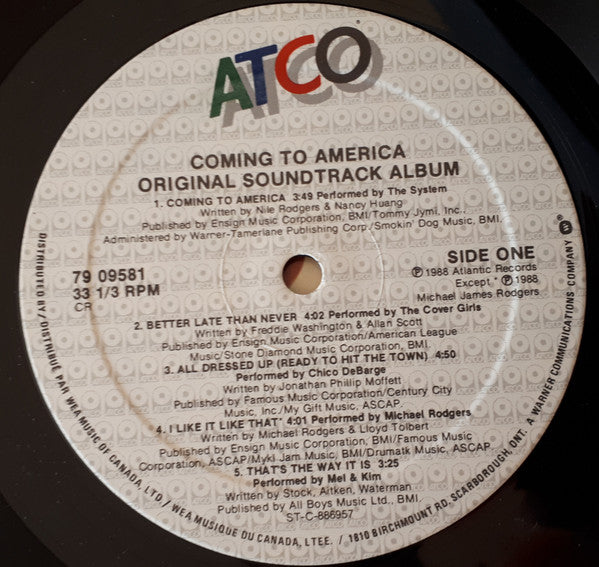 ATCO
COMING TO AMERICA
ORIGINAL SOUNDTRACK ALBUM
1. COMING TO AMERICA 3:49 Performed by The System
Written by Nile Rodgers & Nancy Huang
Published by Ensign Music Corporation, BMI/Tommy Jymi, Inc.,
Administered by Warner-Tamerlane Publishing Corp./Smokin' Dog Music, BMI.
79 09581
33 1/3 RPM
CR
SIDE ONE
℗ 1988 Atlantic Records
Except * ℗ 1988
Michael James Rodgers
2. BETTER LATE THAN NEVER 4:02 Performed by The Cover Girls
Written by Freddie Washington & Allan Scott
Published by Ensign Music Corporation/American League
Music/Stone Diamond Music Corporation, BMI.
3. ALL DRESSED UP (READY TO HIT THE TOWN) 4:50
Performed by Chico DeBarge
Written by Jonathan Phillip Moffett
Published by Famous Music Corporation/Century City
Music, Inc./My Gift Music, ASCAP.
4. I LIKE IT LIKE THAT* 4:01 Performed by Michael Rodgers
Written by Michael Rodgers & Lloyd Tolbert
Published by Ensign Music Corporation, BMI/Famous Music
Corporation, ASCAP/Myki Jam Music, BMI/Drumatk Music, ASCAP.
5. THAT'S THE WAY IT IS 3:25
Performed by Mel & Kim
Written by Stock, Aitken, Waterman
Published by All Boys Music Ltd., BMI.
ST-C-886957
DISTRIBUTED BY / DISTRIBUÉ PAR WEA MUSIC OF CANADA, LTD / WEA MUSIQUE DU CANADA, LTEE. / 1810 BIRCHMOUNT RD, SCARBOROUGH, ONT. A WARNER COMMUNICATIONS COMPANY